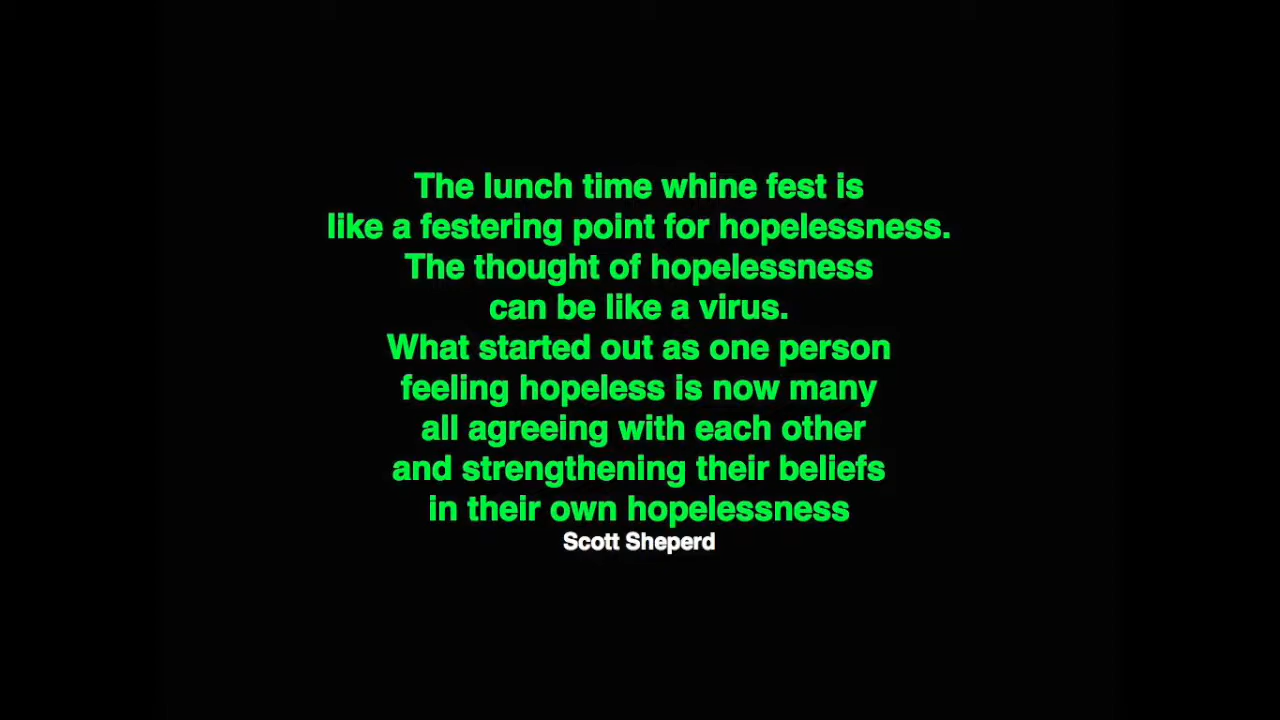 The lunch time whine fest is
like a festering point for hopelessness.
The thought of hopelessness
can be like a virus.
What started out as one person
feeling hopeless is now many
all agreeing with each other
and strengthening their beliefs
in their own hopelessness
Scott Sheperd